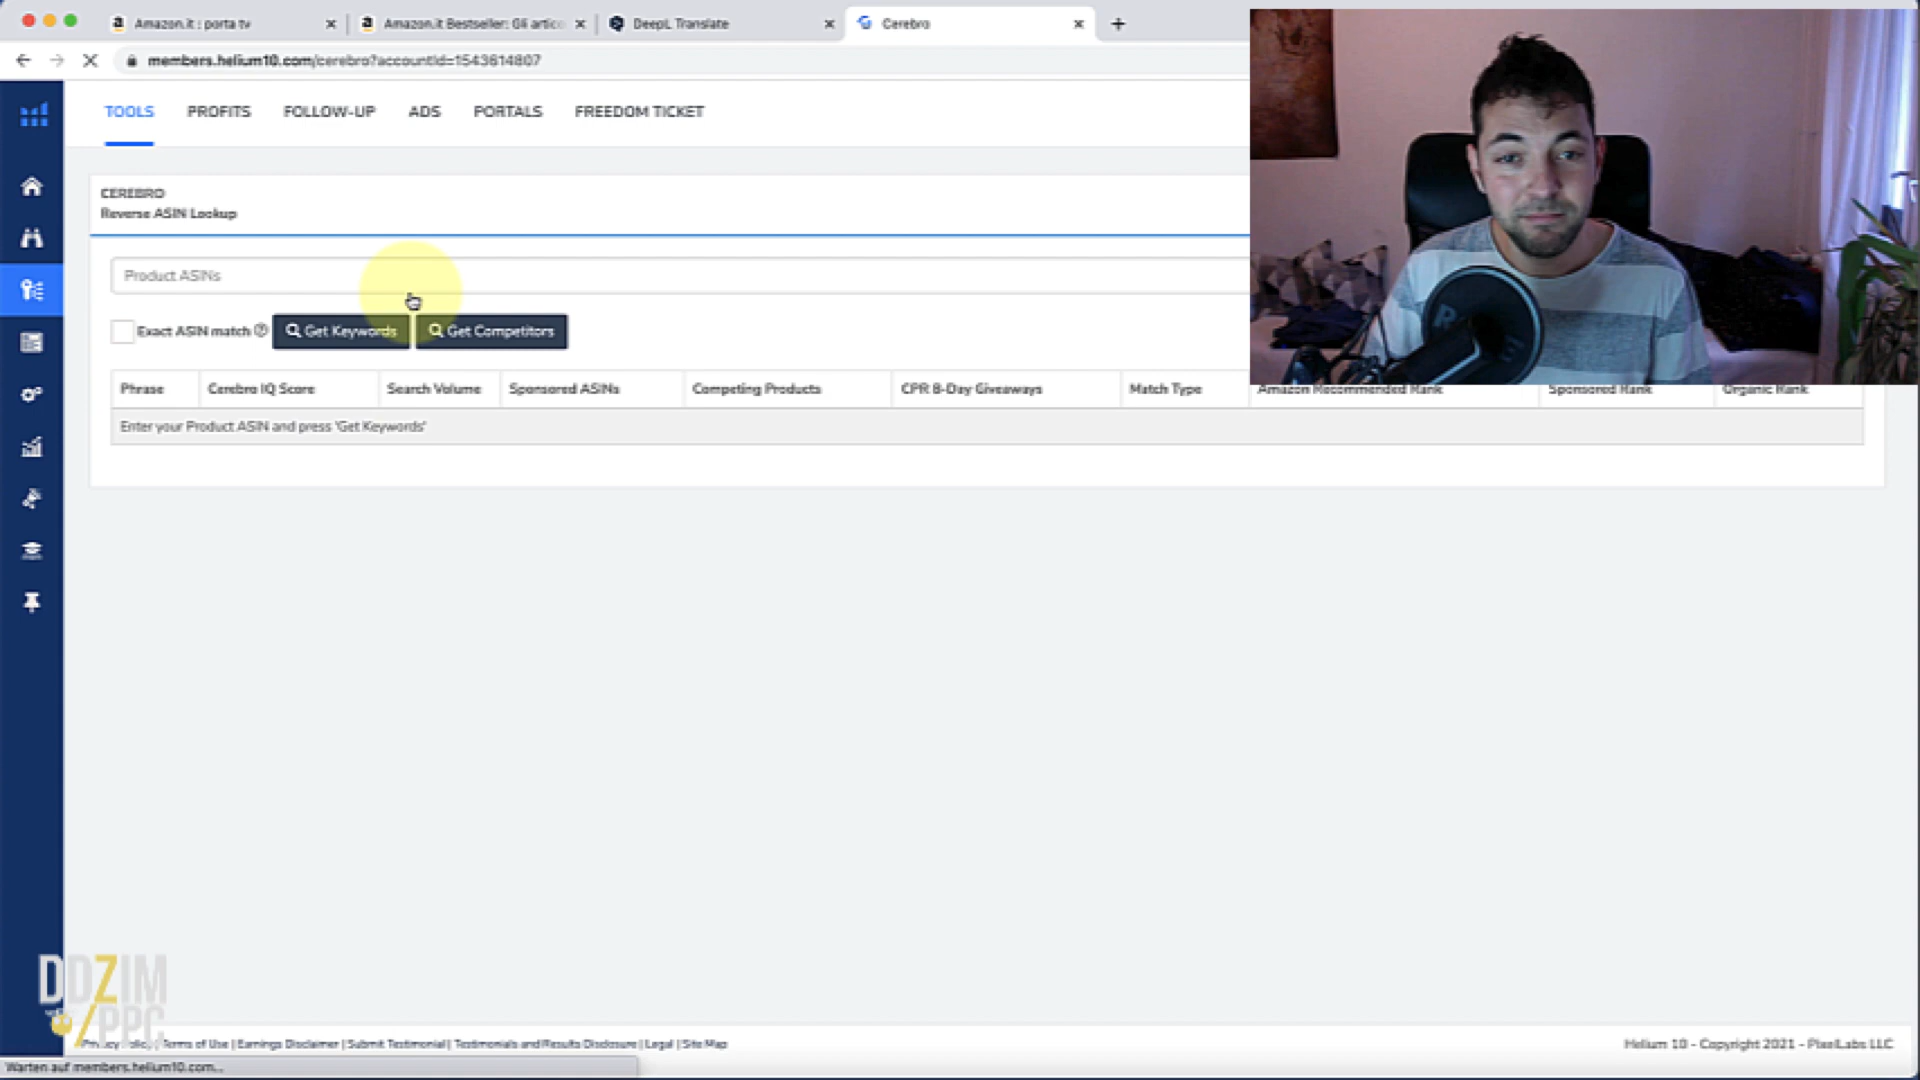 Amazon.it : porta tv
Amazon.it Bestseller: Gli artico
DeepL Translate
Cerebro
members.helium10.com/cerebro?accountId=1543614807
TOOLS
PROFITS
FOLLOW-UP
ADS
PORTALS
FREEDOM TICKET
CEREBRO
Reverse ASIN Lookup
Product ASINs
Exact ASIN match
Get Keywords
Get Competitors
Phrase
Cerebro IQ Score
Search Volume
Sponsored ASINs
Competing Products
CPR 8-Day Giveaways
Match Type
Amazon Recommended Rank
Sponsored Rank
Organic Rank
Enter your Product ASIN and press 'Get Keywords'
DDZIM
/PPC
Terms of Use | Earnings Disclaimer | Submit Testimonial | Testimonials and Results Disclosure | Legal | Site Map
Helium 10 - Copyright 2021 - PixelLabs LLC
Warten auf members.helium10.com...